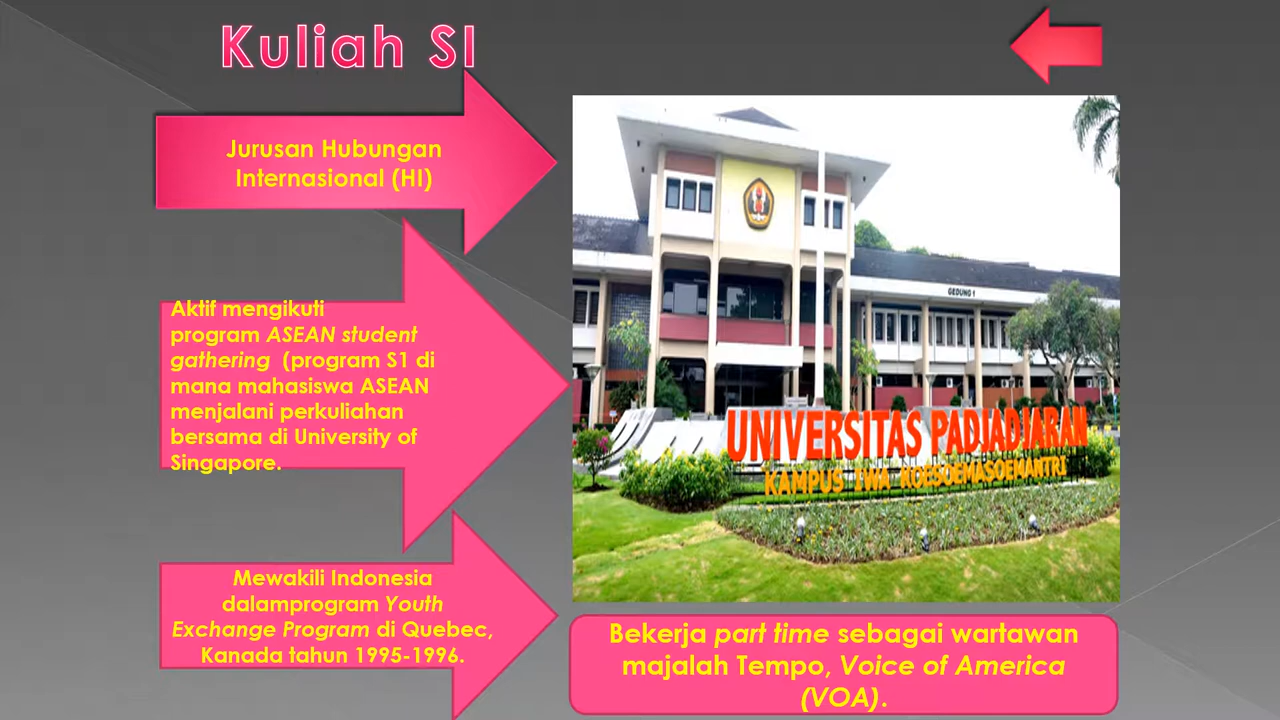 Kuliah SI
Jurusan Hubungan
Internasional (HI)
Aktif mengikuti
program ASEAN student
gathering (program S1 di
mana mahasiswa ASEAN
menjalani perkuliahan
bersama di University of
Singapore.
Mewakili Indonesia
dalamprogram Youth
Exchange Program di Quebec,
Kanada tahun 1995-1996.
GEDUNG 1
UNIVERSITAS PADJADJARAN
KAMPUS IWA KOESOEMASOEMANTRI
Bekerja part time sebagai wartawan
majalah Tempo, Voice of America
(VOA).